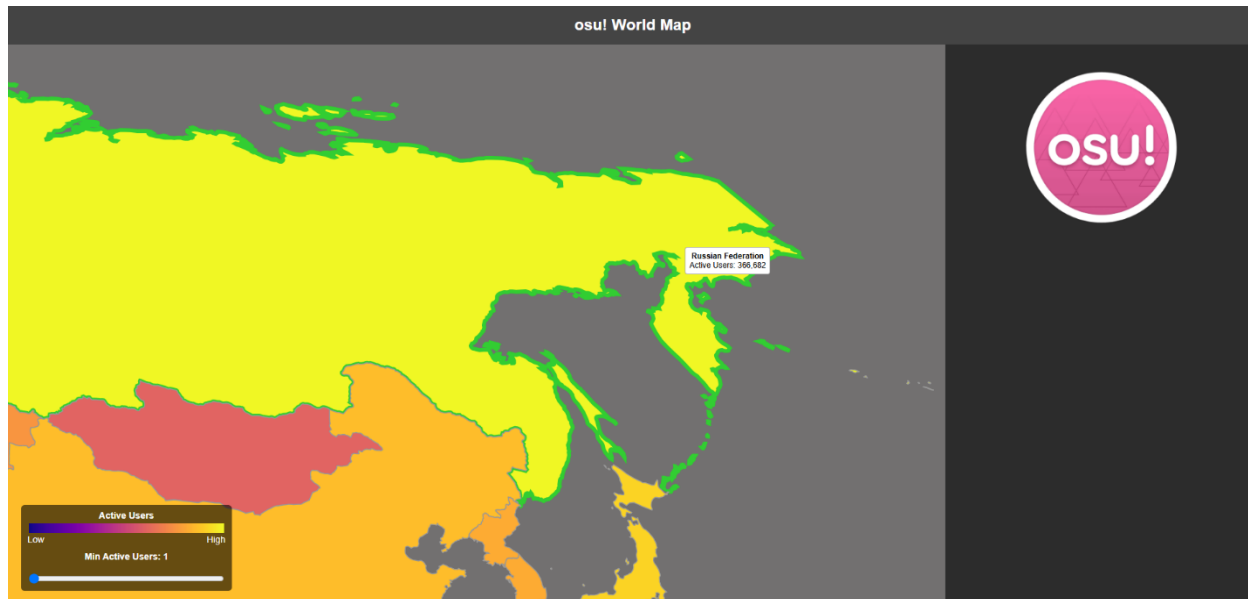 osu! World Map
osu!
Russian Federation
Active Users: 366,682
Active Users
Low High
Min Active Users: 1